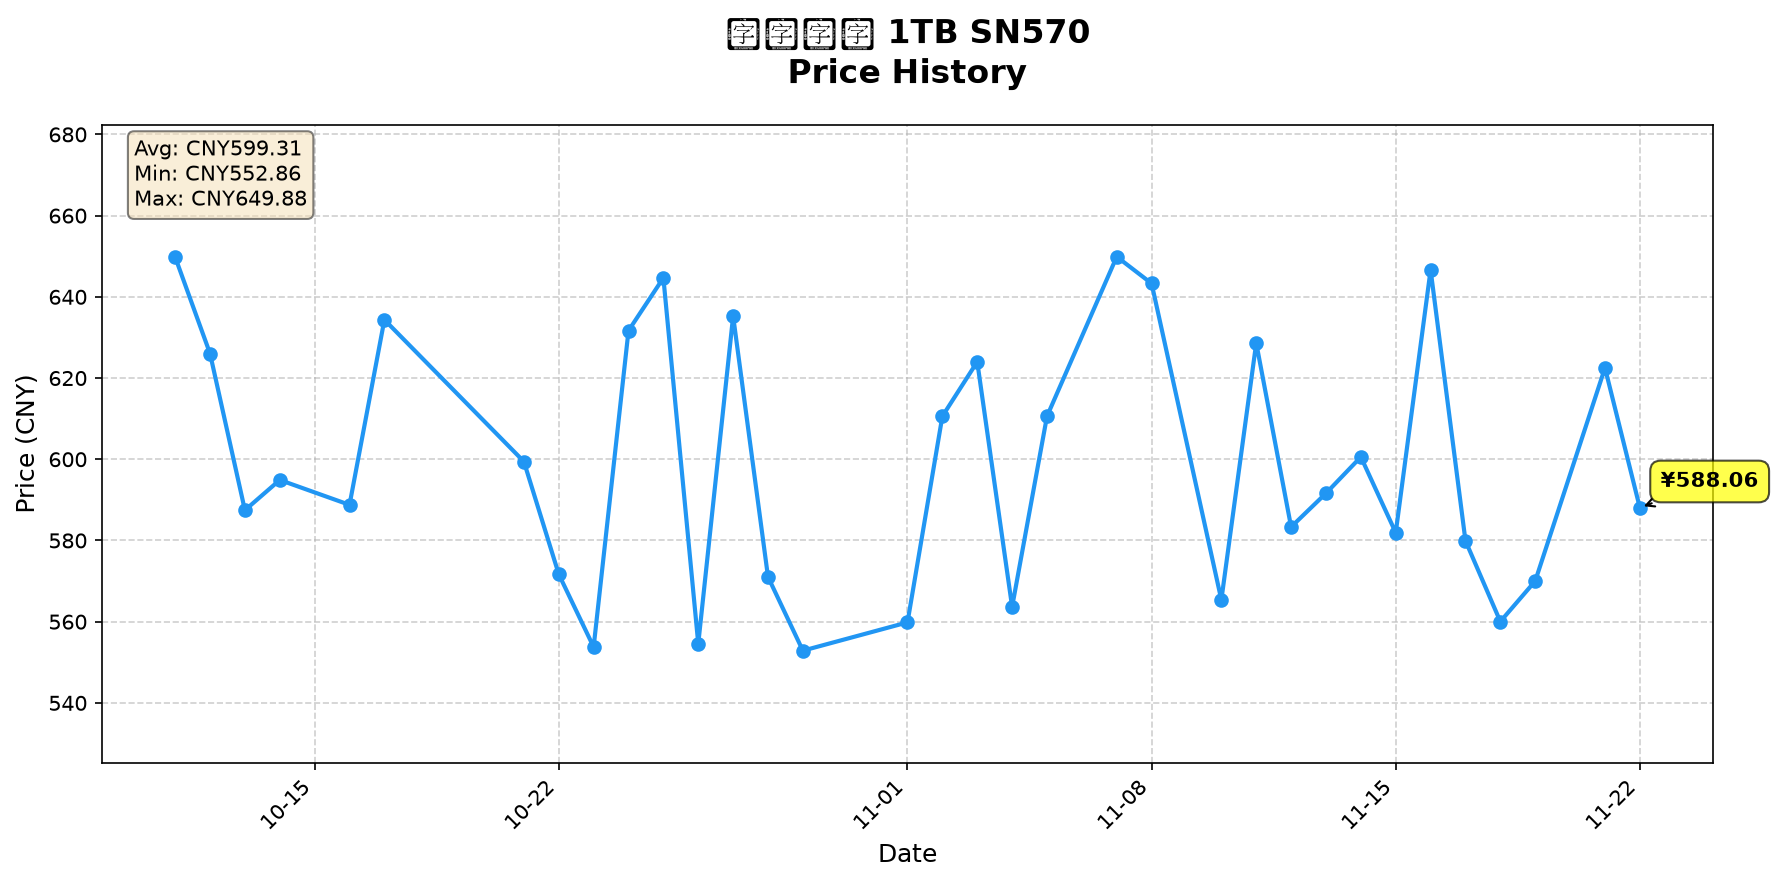 1TB SN570
Price History
Avg: CNY599.31
Min: CNY552.86
Max: CNY649.88
Price (CNY)
680
660
640
620
600
580
560
540
¥588.06
10-15
10-22
11-01
11-08
11-15
11-22
Date